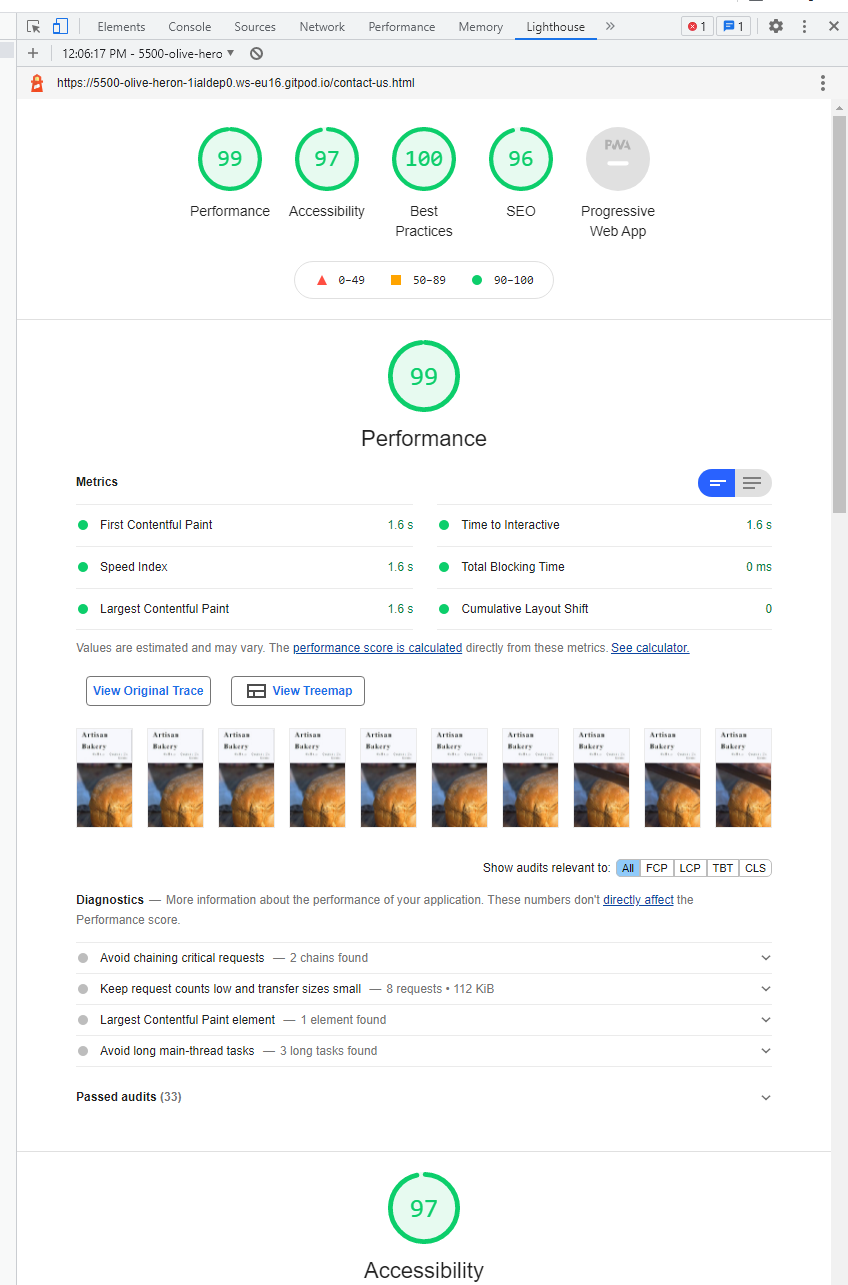 Elements Console Sources Network Performance Memory Lighthouse » 1 1
12:06:17 PM - 5500-olive-hero
https://5500-olive-heron-1ialdep0.ws-eu16.gitpod.io/contact-us.html
99 97 100 96 PWA
Performance Accessibility Best Practices SEO Progressive Web App
0–49 50–89 90–100
99
Performance
Metrics
First Contentful Paint 1.6 s Time to Interactive 1.6 s
Speed Index 1.6 s Total Blocking Time 0 ms
Largest Contentful Paint 1.6 s Cumulative Layout Shift 0
Values are estimated and may vary. The performance score is calculated directly from these metrics. See calculator.
View Original Trace View Treemap
Artisan Artisan Artisan Artisan Artisan Artisan Artisan Artisan Artisan Artisan
Bakery Bakery Bakery Bakery Bakery Bakery Bakery Bakery Bakery Bakery
Show audits relevant to: All FCP LCP TBT CLS
Diagnostics — More information about the performance of your application. These numbers don't directly affect the
Performance score.
Avoid chaining critical requests — 2 chains found
Keep request counts low and transfer sizes small — 8 requests • 112 KiB
Largest Contentful Paint element — 1 element found
Avoid long main-thread tasks — 3 long tasks found
Passed audits (33)
97
Accessibility